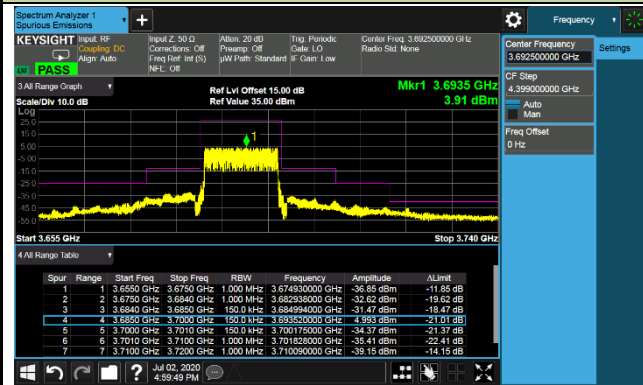 Spectrum Analyzer 1
Spurious Emissions
Frequency
KEYSIGHT Input: RF Input Z: 50 Ω Atten: 20 dB Trig: Periodic Center Freq: 3.692500000 GHz
Coupling: DC Corrections: Off Preamp: Off Gate: LO Radio Std: None
Align: Auto Freq Ref: Int (S) µW Path: Standard IF Gain: Low
PASS NFE: Off
Center Frequency
3.692500000 GHz
Settings
CF Step
4.399000000 GHz
Auto
Man
Freq Offset
0 Hz
3 All Range Graph
Ref Lvl Offset 15.00 dB Mkr1 3.6935 GHz
Scale/Div 10.0 dB Ref Value 35.00 dBm 3.91 dBm
Log
25.0
15.0
1
5.00
-5.00
-15.0
-25.0
-35.0
-45.0
-55.0
Start 3.655 GHz Stop 3.740 GHz
4 All Range Table
Spur Range Start Freq Stop Freq RBW Frequency Amplitude ΔLimit
1 1 3.6550 GHz 3.6750 GHz 1.000 MHz 3.674930000 GHz -36.85 dBm -11.85 dB
2 2 3.6750 GHz 3.6840 GHz 1.000 MHz 3.682938000 GHz -32.62 dBm -19.62 dB
3 3 3.6840 GHz 3.6850 GHz 150.0 kHz 3.684994000 GHz -31.47 dBm -18.47 dB
4 4 3.6850 GHz 3.7000 GHz 150.0 kHz 3.693520000 GHz 4.993 dBm -21.01 dB
5 5 3.7000 GHz 3.7010 GHz 150.0 kHz 3.700175000 GHz -34.37 dBm -21.37 dB
6 6 3.7010 GHz 3.7100 GHz 1.000 MHz 3.701828000 GHz -35.41 dBm -22.41 dB
7 7 3.7100 GHz 3.7200 GHz 1.000 MHz 3.710090000 GHz -39.15 dBm -14.15 dB
Jul 02, 2020
4:59:49 PM